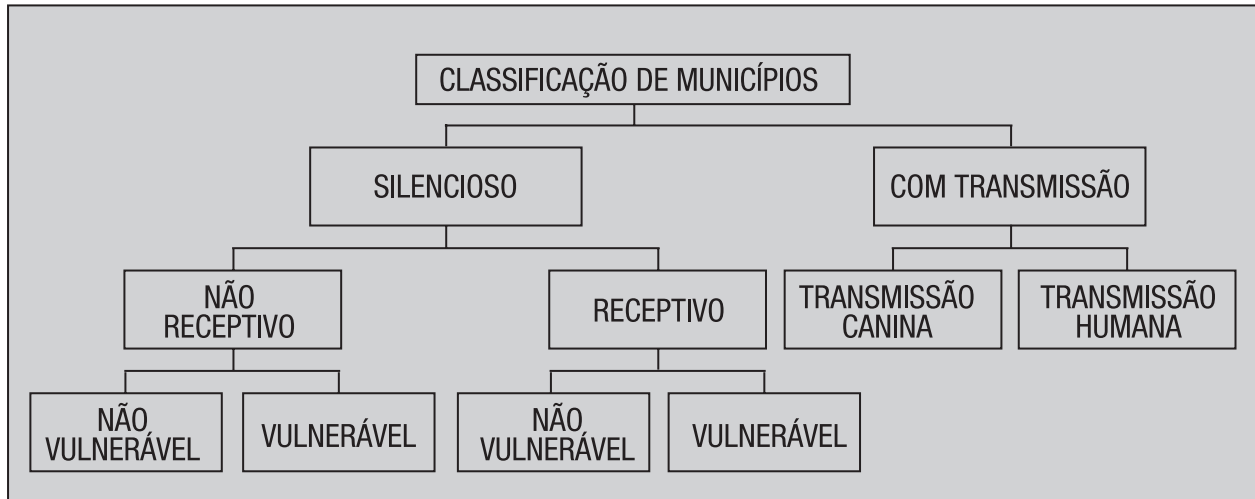 CLASSIFICAÇÃO DE MUNICÍPIOS
SILENCIOSO
COM TRANSMISSÃO
NÃO
RECEPTIVO
RECEPTIVO
TRANSMISSÃO
CANINA
TRANSMISSÃO
HUMANA
NÃO
VULNERÁVEL
VULNERÁVEL
NÃO
VULNERÁVEL
VULNERÁVEL